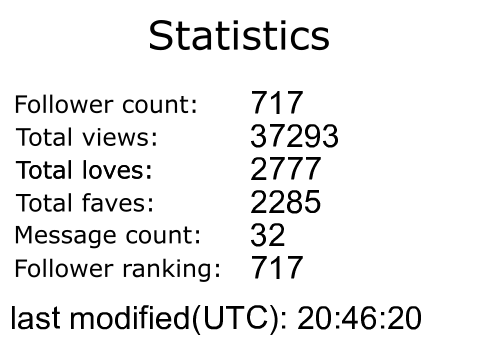 Statistics
Follower count: 717
Total views: 37293
Total loves: 2777
Total faves: 2285
Message count: 32
Follower ranking: 717
last modified(UTC): 20:46:20